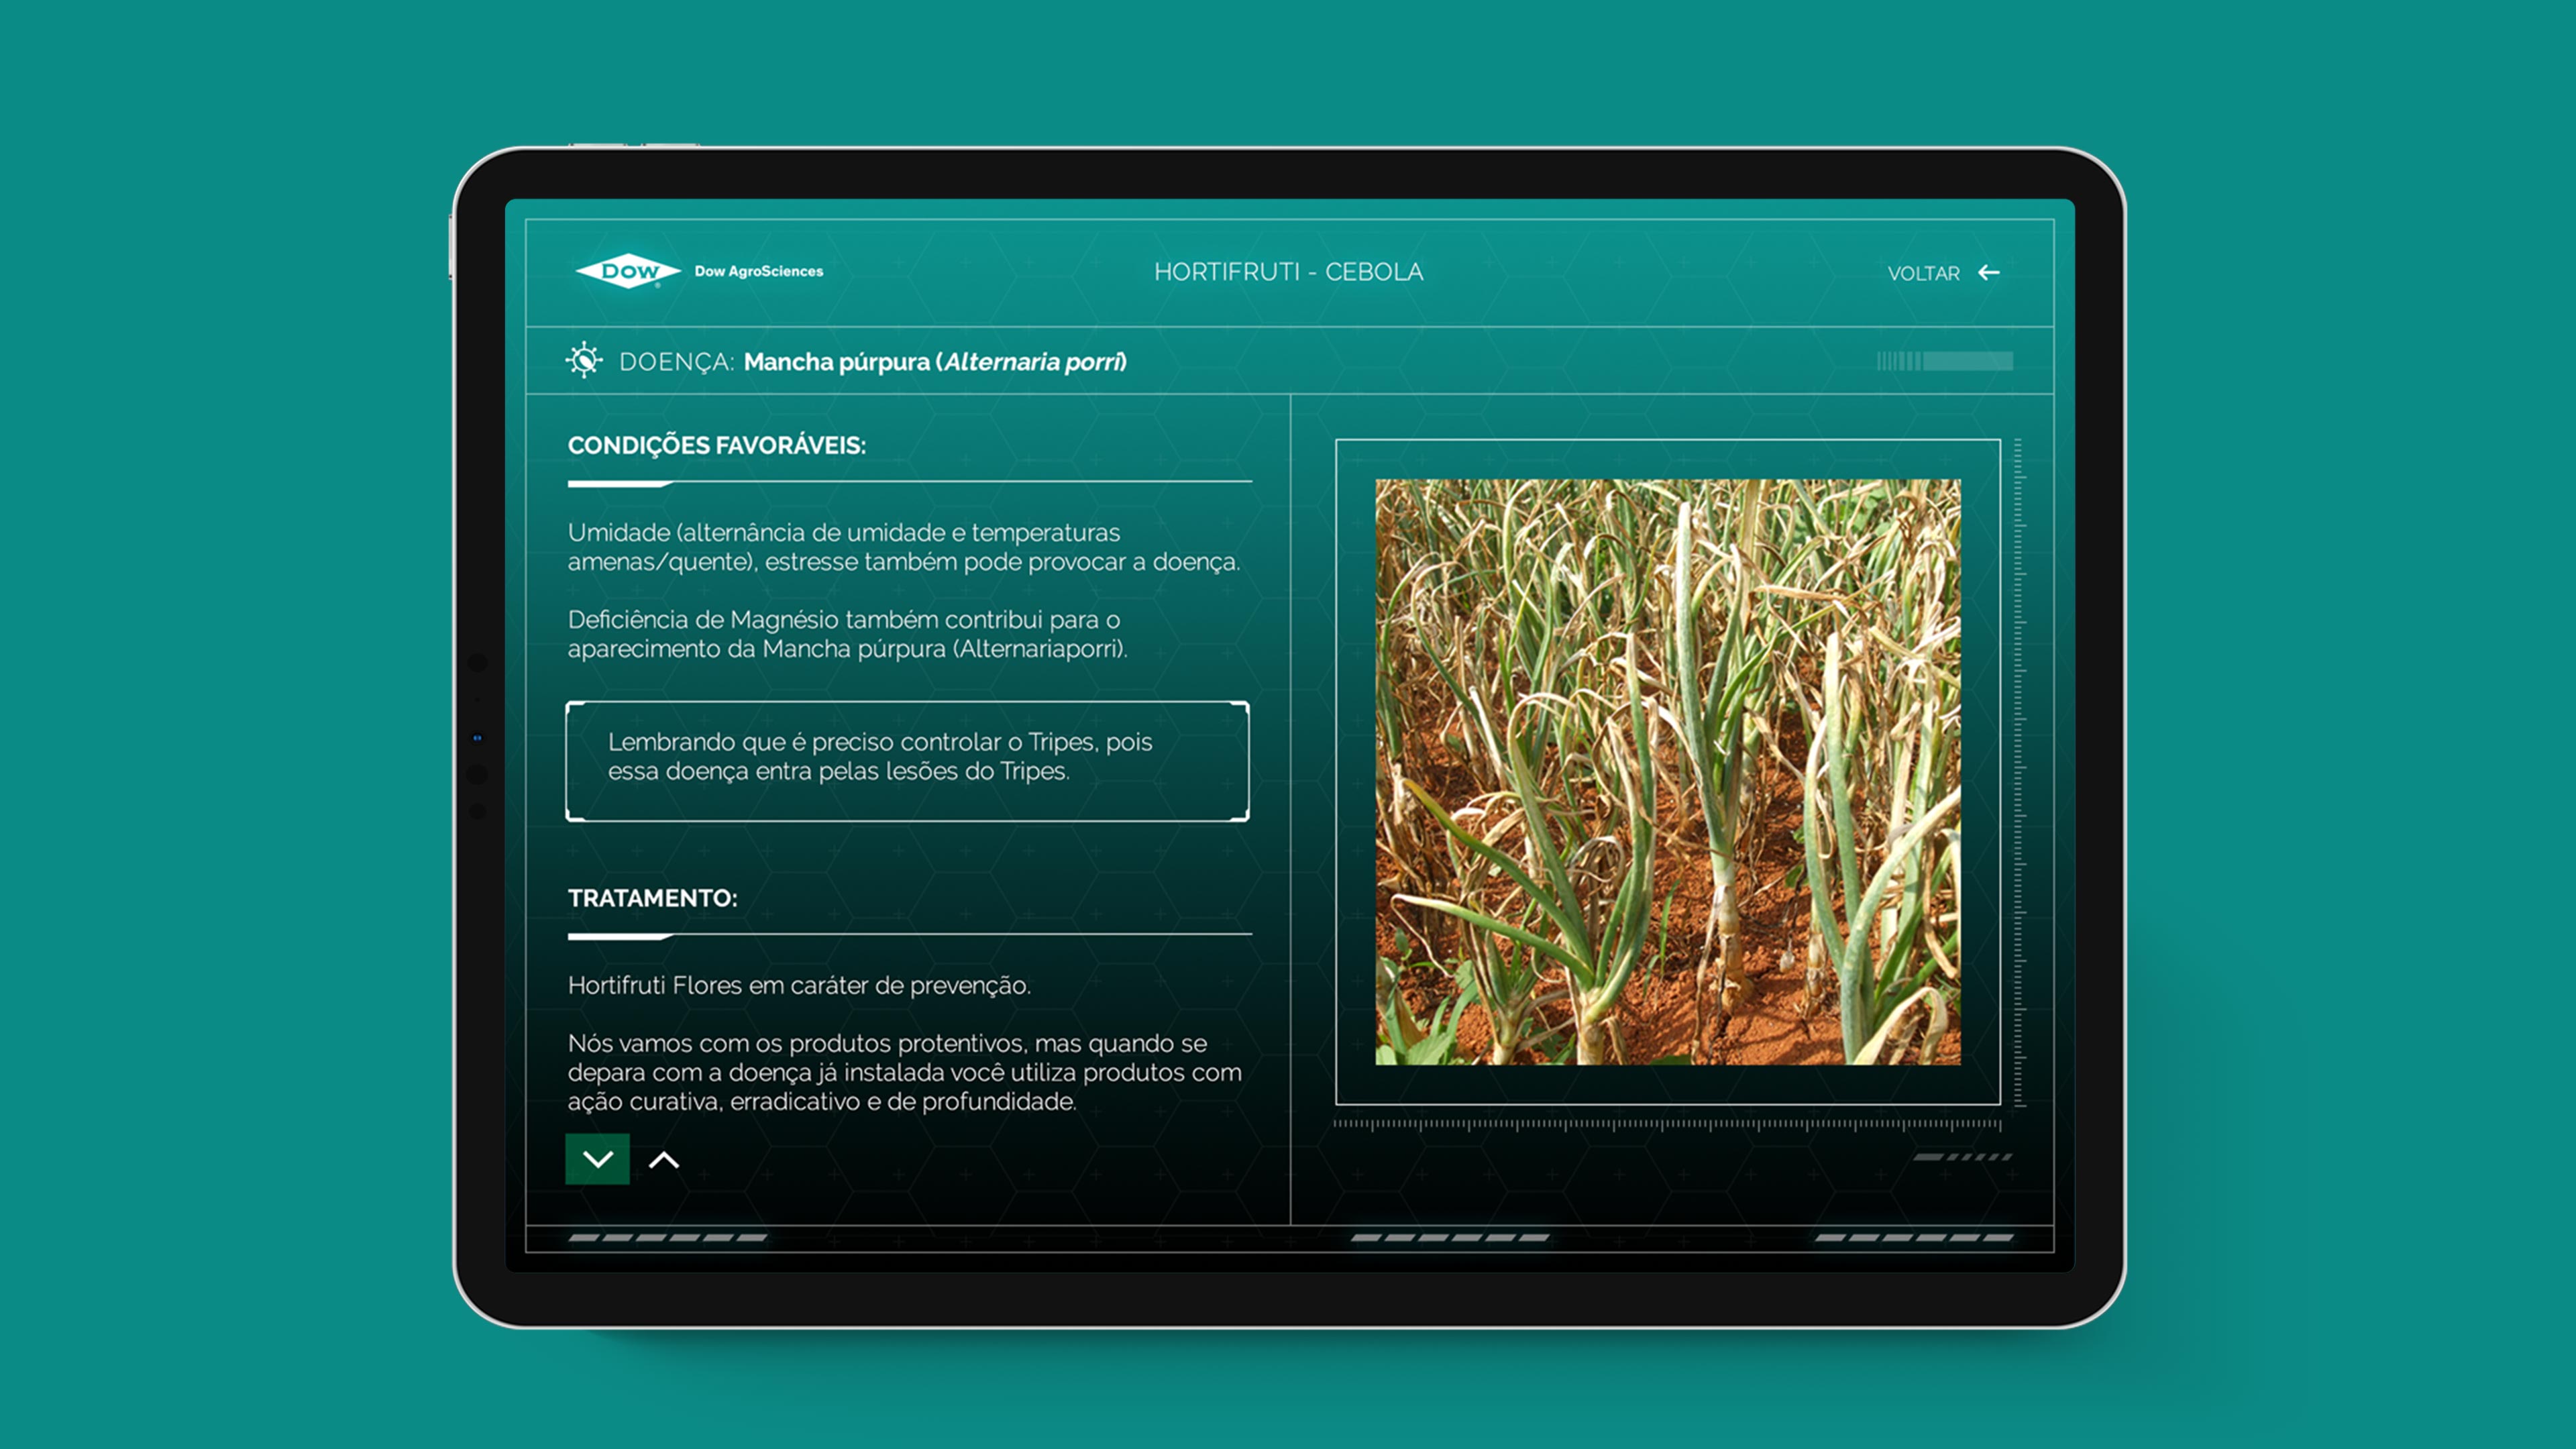 DOW
®
Dow AgroSciences
HORTIFRUTI - CEBOLA
VOLTAR
DOENÇA: Mancha púrpura (Alternaria porri)
CONDIÇÕES FAVORÁVEIS:
Umidade (alternância de umidade e temperaturas
amenas/quente), estresse também pode provocar a doença.
Deficiência de Magnésio também contribui para o
aparecimento da Mancha púrpura (Alternariaporri).
Lembrando que é preciso controlar o Tripes, pois
essa doença entra pelas lesões do Tripes.
TRATAMENTO:
Hortifruti Flores em caráter de prevenção.
Nós vamos com os produtos protentivos, mas quando se
depara com a doença já instalada você utiliza produtos com
ação curativa, erradicativo e de profundidade.